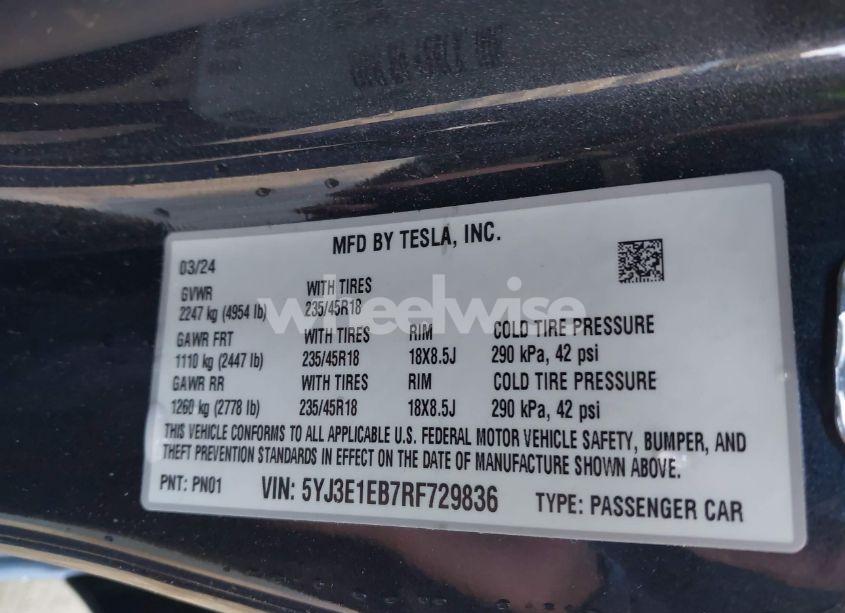 MFD BY TESLA, INC.
03/24
GVWR WITH TIRES
2247 kg (4954 lb) 235/45R18
GAWR FRT WITH TIRES RIM COLD TIRE PRESSURE
1110 kg (2447 lb) 235/45R18 18X8.5J 290 kPa, 42 psi
GAWR RR WITH TIRES RIM COLD TIRE PRESSURE
1260 kg (2778 lb) 235/45R18 18X8.5J 290 kPa, 42 psi
THIS VEHICLE CONFORMS TO ALL APPLICABLE U.S. FEDERAL MOTOR VEHICLE SAFETY, BUMPER, AND
THEFT PREVENTION STANDARDS IN EFFECT ON THE DATE OF MANUFACTURE SHOWN ABOVE.
PNT: PN01 VIN: 5YJ3E1EB7RF729836 TYPE: PASSENGER CAR
wheelwise